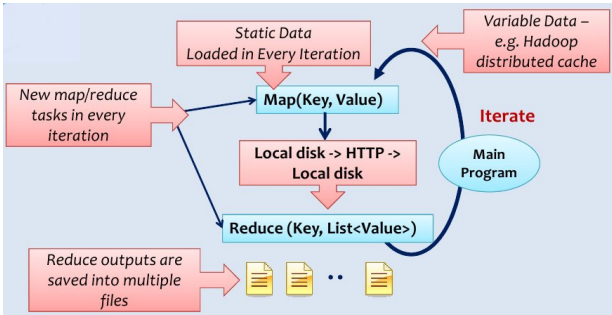 Static Data
Loaded in Every Iteration
Variable Data –
e.g. Hadoop
distributed cache
New map/reduce
tasks in every
iteration
Map(Key, Value)
Iterate
Local disk -> HTTP ->
Local disk
Main
Program
Reduce (Key, List<Value>)
Reduce outputs are
saved into multiple
files